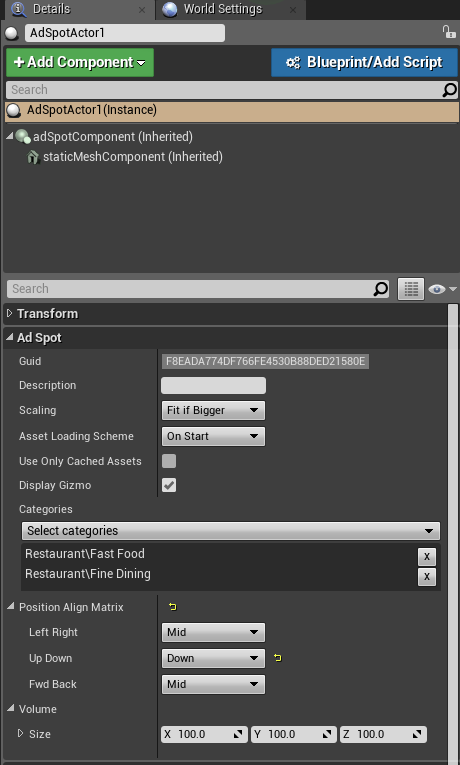 Details
World Settings
AdSpotActor1
+Add Component
Blueprint/Add Script
Search
AdSpotActor1(Instance)
adSpotComponent (Inherited)
staticMeshComponent (Inherited)
Search
Transform
Ad Spot
Guid F8EADA774DF766FE4530B88DED21580E
Description
Scaling Fit if Bigger
Asset Loading Scheme On Start
Use Only Cached Assets
Display Gizmo
Categories
Select categories
Restaurant\Fast Food X
Restaurant\Fine Dining X
Position Align Matrix
Left Right Mid
Up Down Down
Fwd Back Mid
Volume
Size X 100.0 Y 100.0 Z 100.0